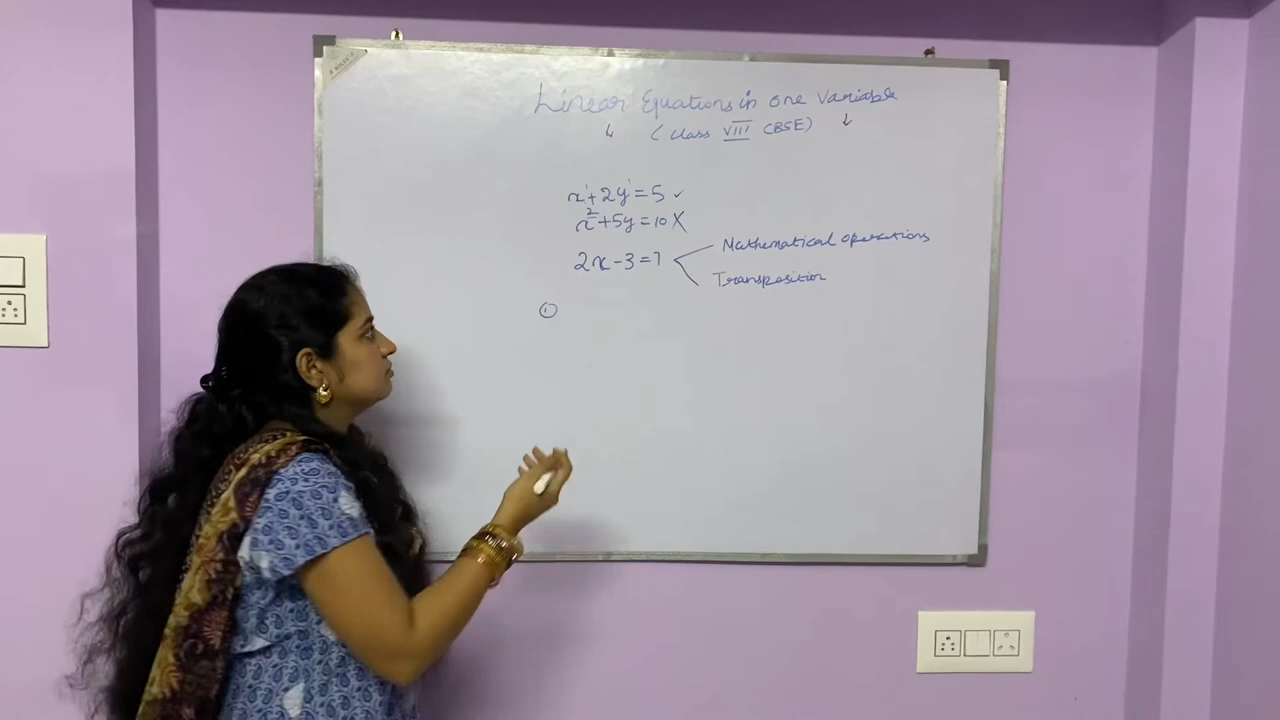 Linear Equations in one Variable
(class VIII CBSE)
x¹+2y¹=5 ✓
x²+5y=10 X
2x-3=7
Mathematical operations
Transposition
①